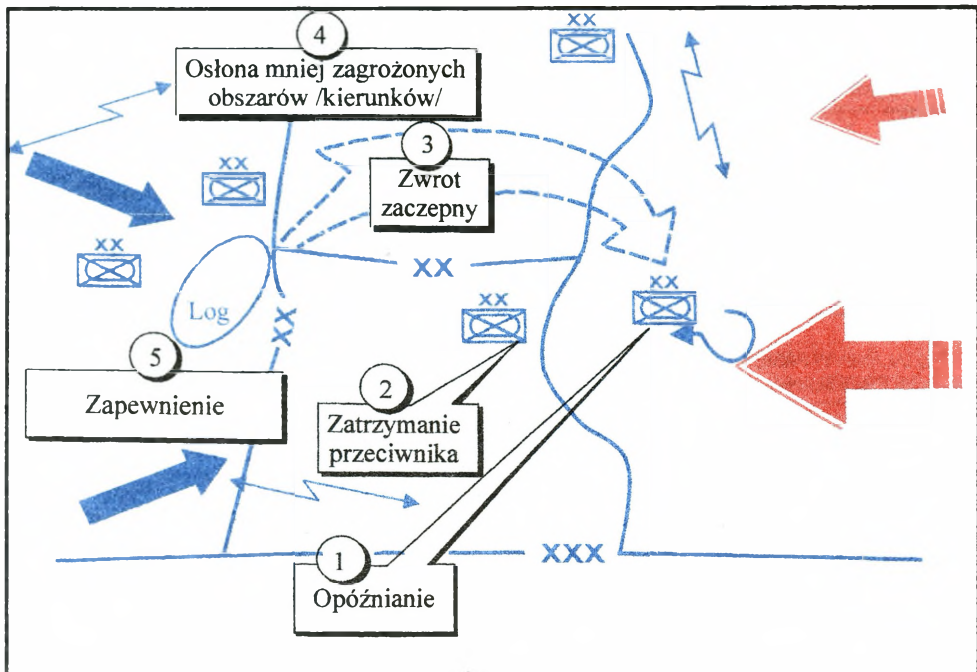 4
Osłona mniej zagrożonych
obszarów /kierunków/
XX
3
Zwrot
zaczepny
XX
XX
XX
Log
XX
XX
XX
XX
5
Zapewnienie
2
Zatrzymanie
przeciwnika
XXX
1
Opóźnianie